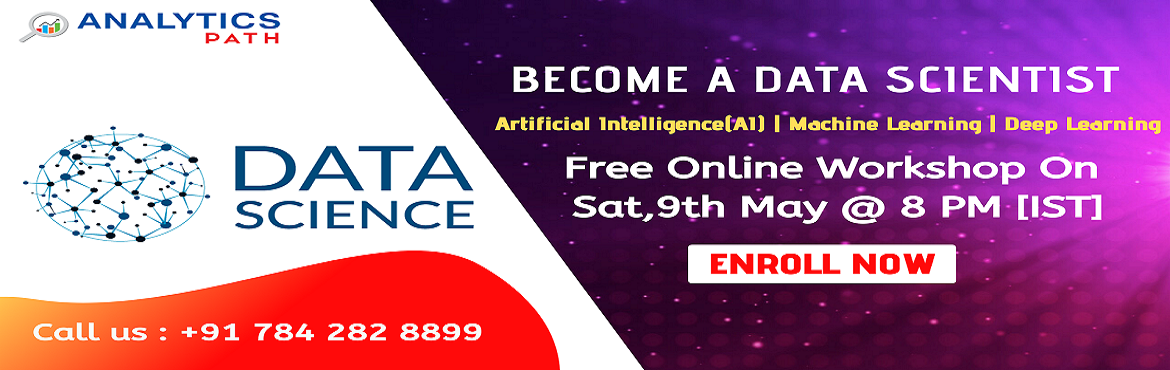 ANALYTICS
PATH
DATA
SCIENCE
Call us : +91 784 282 8899
BECOME A DATA SCIENTIST
Artificial Intelligence(AI) | Machine Learning | Deep Learning
Free Online Workshop On
Sat,9th May @ 8 PM [IST]
ENROLL NOW